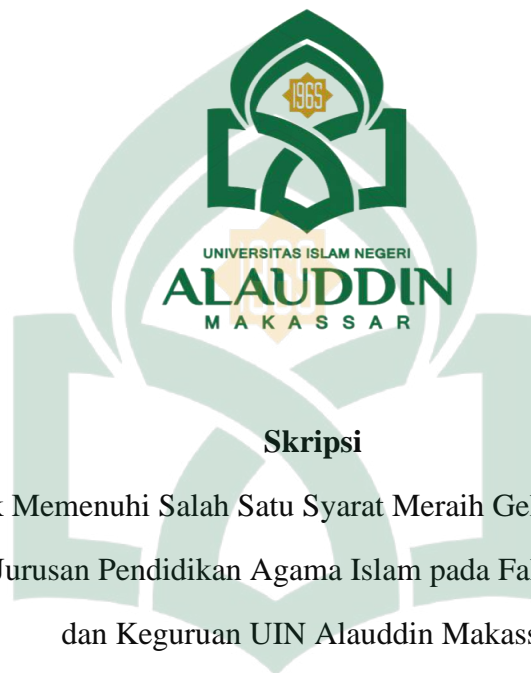 1965
UNIVERSITAS ISLAM NEGERI
ALAUDDIN
MAKASSAR
Skripsi
Memenuhi Salah Satu Syarat Meraih
Jurusan Pendidikan Agama Islam pada
dan Keguruan UIN Alauddin